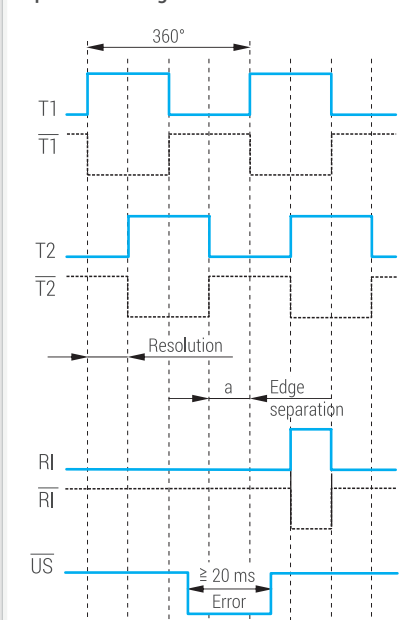 360°
T1
T1
T2
T2
Resolution
a
Edge
separation
RI
RI
US
≧ 20 ms
Error